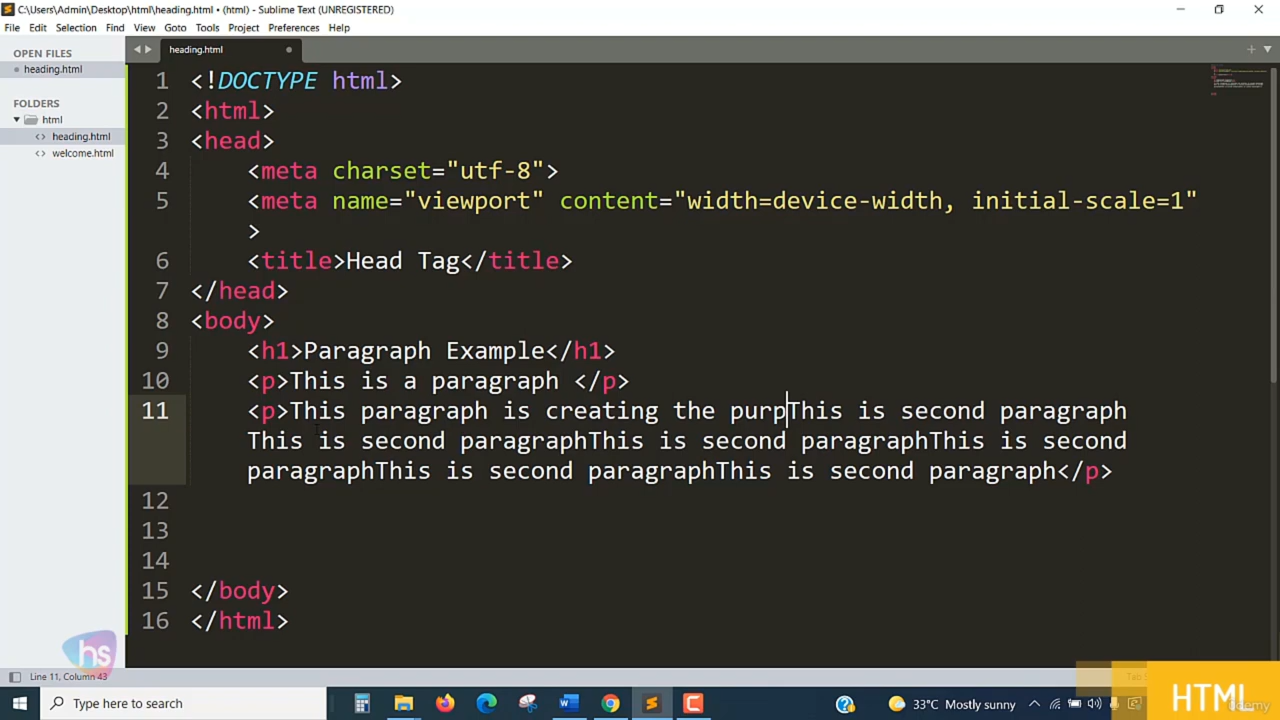 C:\Users\Admin\Desktop\html\heading.html • (html) - Sublime Text (UNREGISTERED)
File Edit Selection Find View Goto Tools Project Preferences Help
OPEN FILES
heading.html
FOLDERS
html
heading.html
welcome.html
heading.html
1 <!DOCTYPE html>
2 <html>
3 <head>
4 <meta charset="utf-8">
5 <meta name="viewport" content="width=device-width, initial-scale=1"
>
6 <title>Head Tag</title>
7 </head>
8 <body>
9 <h1>Paragraph Example</h1>
10 <p>This is a paragraph </p>
11 <p>This paragraph is creating the purpThis is second paragraph
This is second paragraphThis is second paragraphThis is second
paragraphThis is second paragraphThis is second paragraph</p>
12
13
14
15 </body>
16 </html>
hs
Line 11, Column 43
Type here to search
33°C Mostly sunny
HTML
Udemy